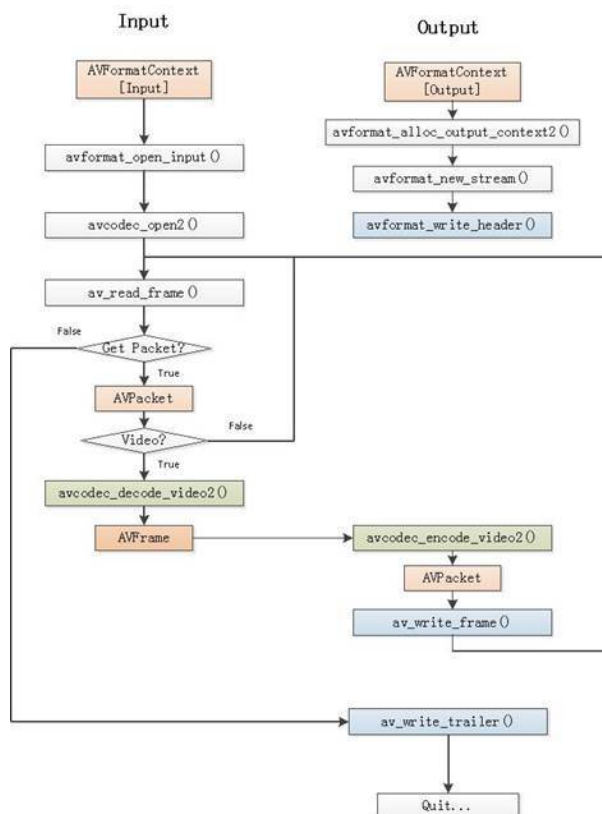 Input
Output
AVFormatContext
[Input]
AVFormatContext
[Output]
avformat_alloc_output_context2()
avformat_open_input()
avformat_new_stream()
avcodec_open2()
avformat_write_header()
av_read_frame()
False
Get Packet?
True
AVPacket
Video?
False
True
avcodec_decode_video2()
AVFrame
avcodec_encode_video2()
AVPacket
av_write_frame()
av_write_trailer()
Quit...